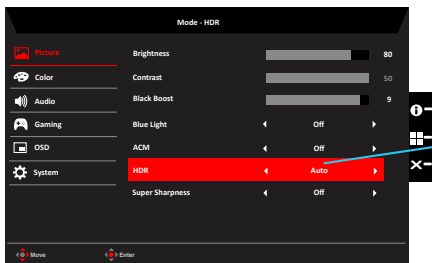 Mode - HDR
Picture
Color
Audio
Gaming
OSD
System
Brightness 80
Contrast 50
Black Boost 9
Blue Light Off
ACM Off
HDR Auto
Super Sharpness Off
Move Enter